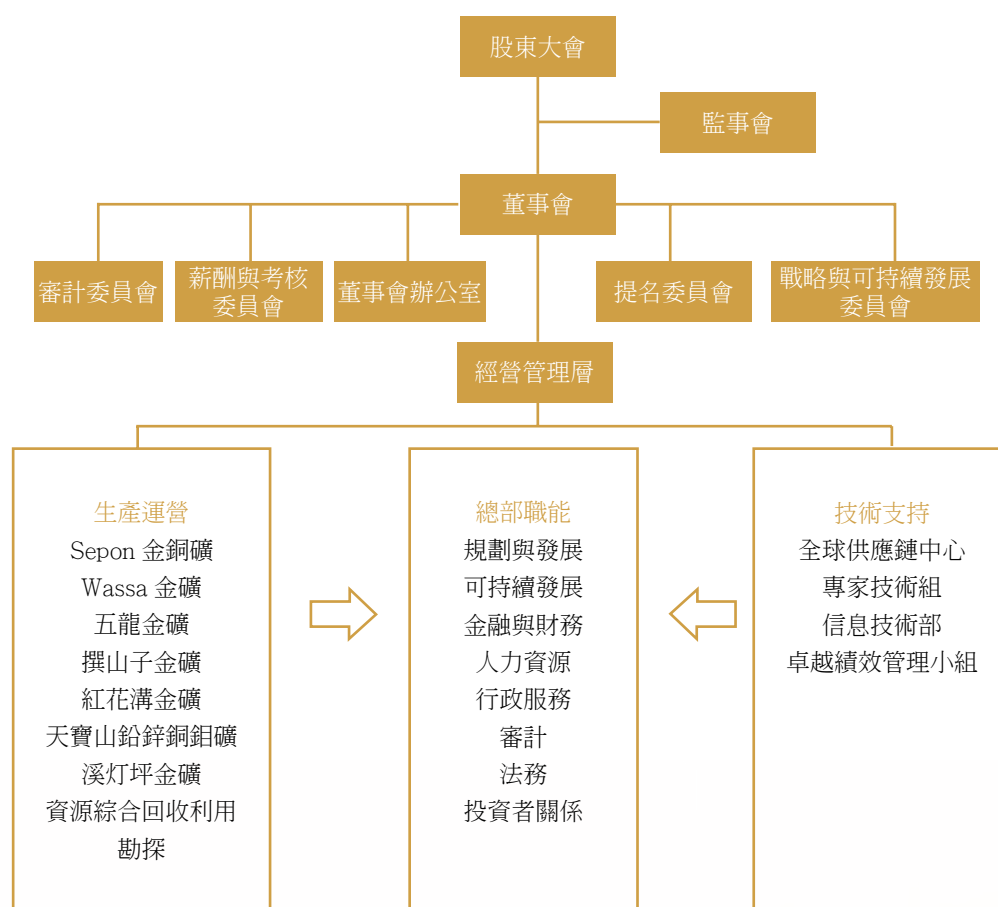 股東大會
監事會
董事會
審計委員會
薪酬與考核
委員會
董事會辦公室
提名委員會
戰略與可持續發展
委員會
經營管理層
生產運營
Sepon 金銅礦
Wassa 金礦
五龍金礦
撰山子金礦
紅花溝金礦
天寶山鉛鋅銅鉬礦
溪灯坪金礦
資源綜合回收利用
勘探
總部職能
規劃與發展
可持續發展
金融與財務
人力資源
行政服務
審計
法務
投資者關係
技術支持
全球供應鏈中心
專家技術組
信息技術部
卓越績效管理小組